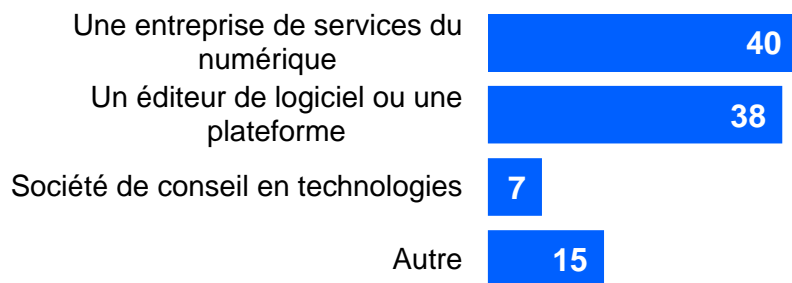 Une entreprise de services du
numérique
40
Un éditeur de logiciel ou une
plateforme
38
Société de conseil en technologies
7
Autre
15